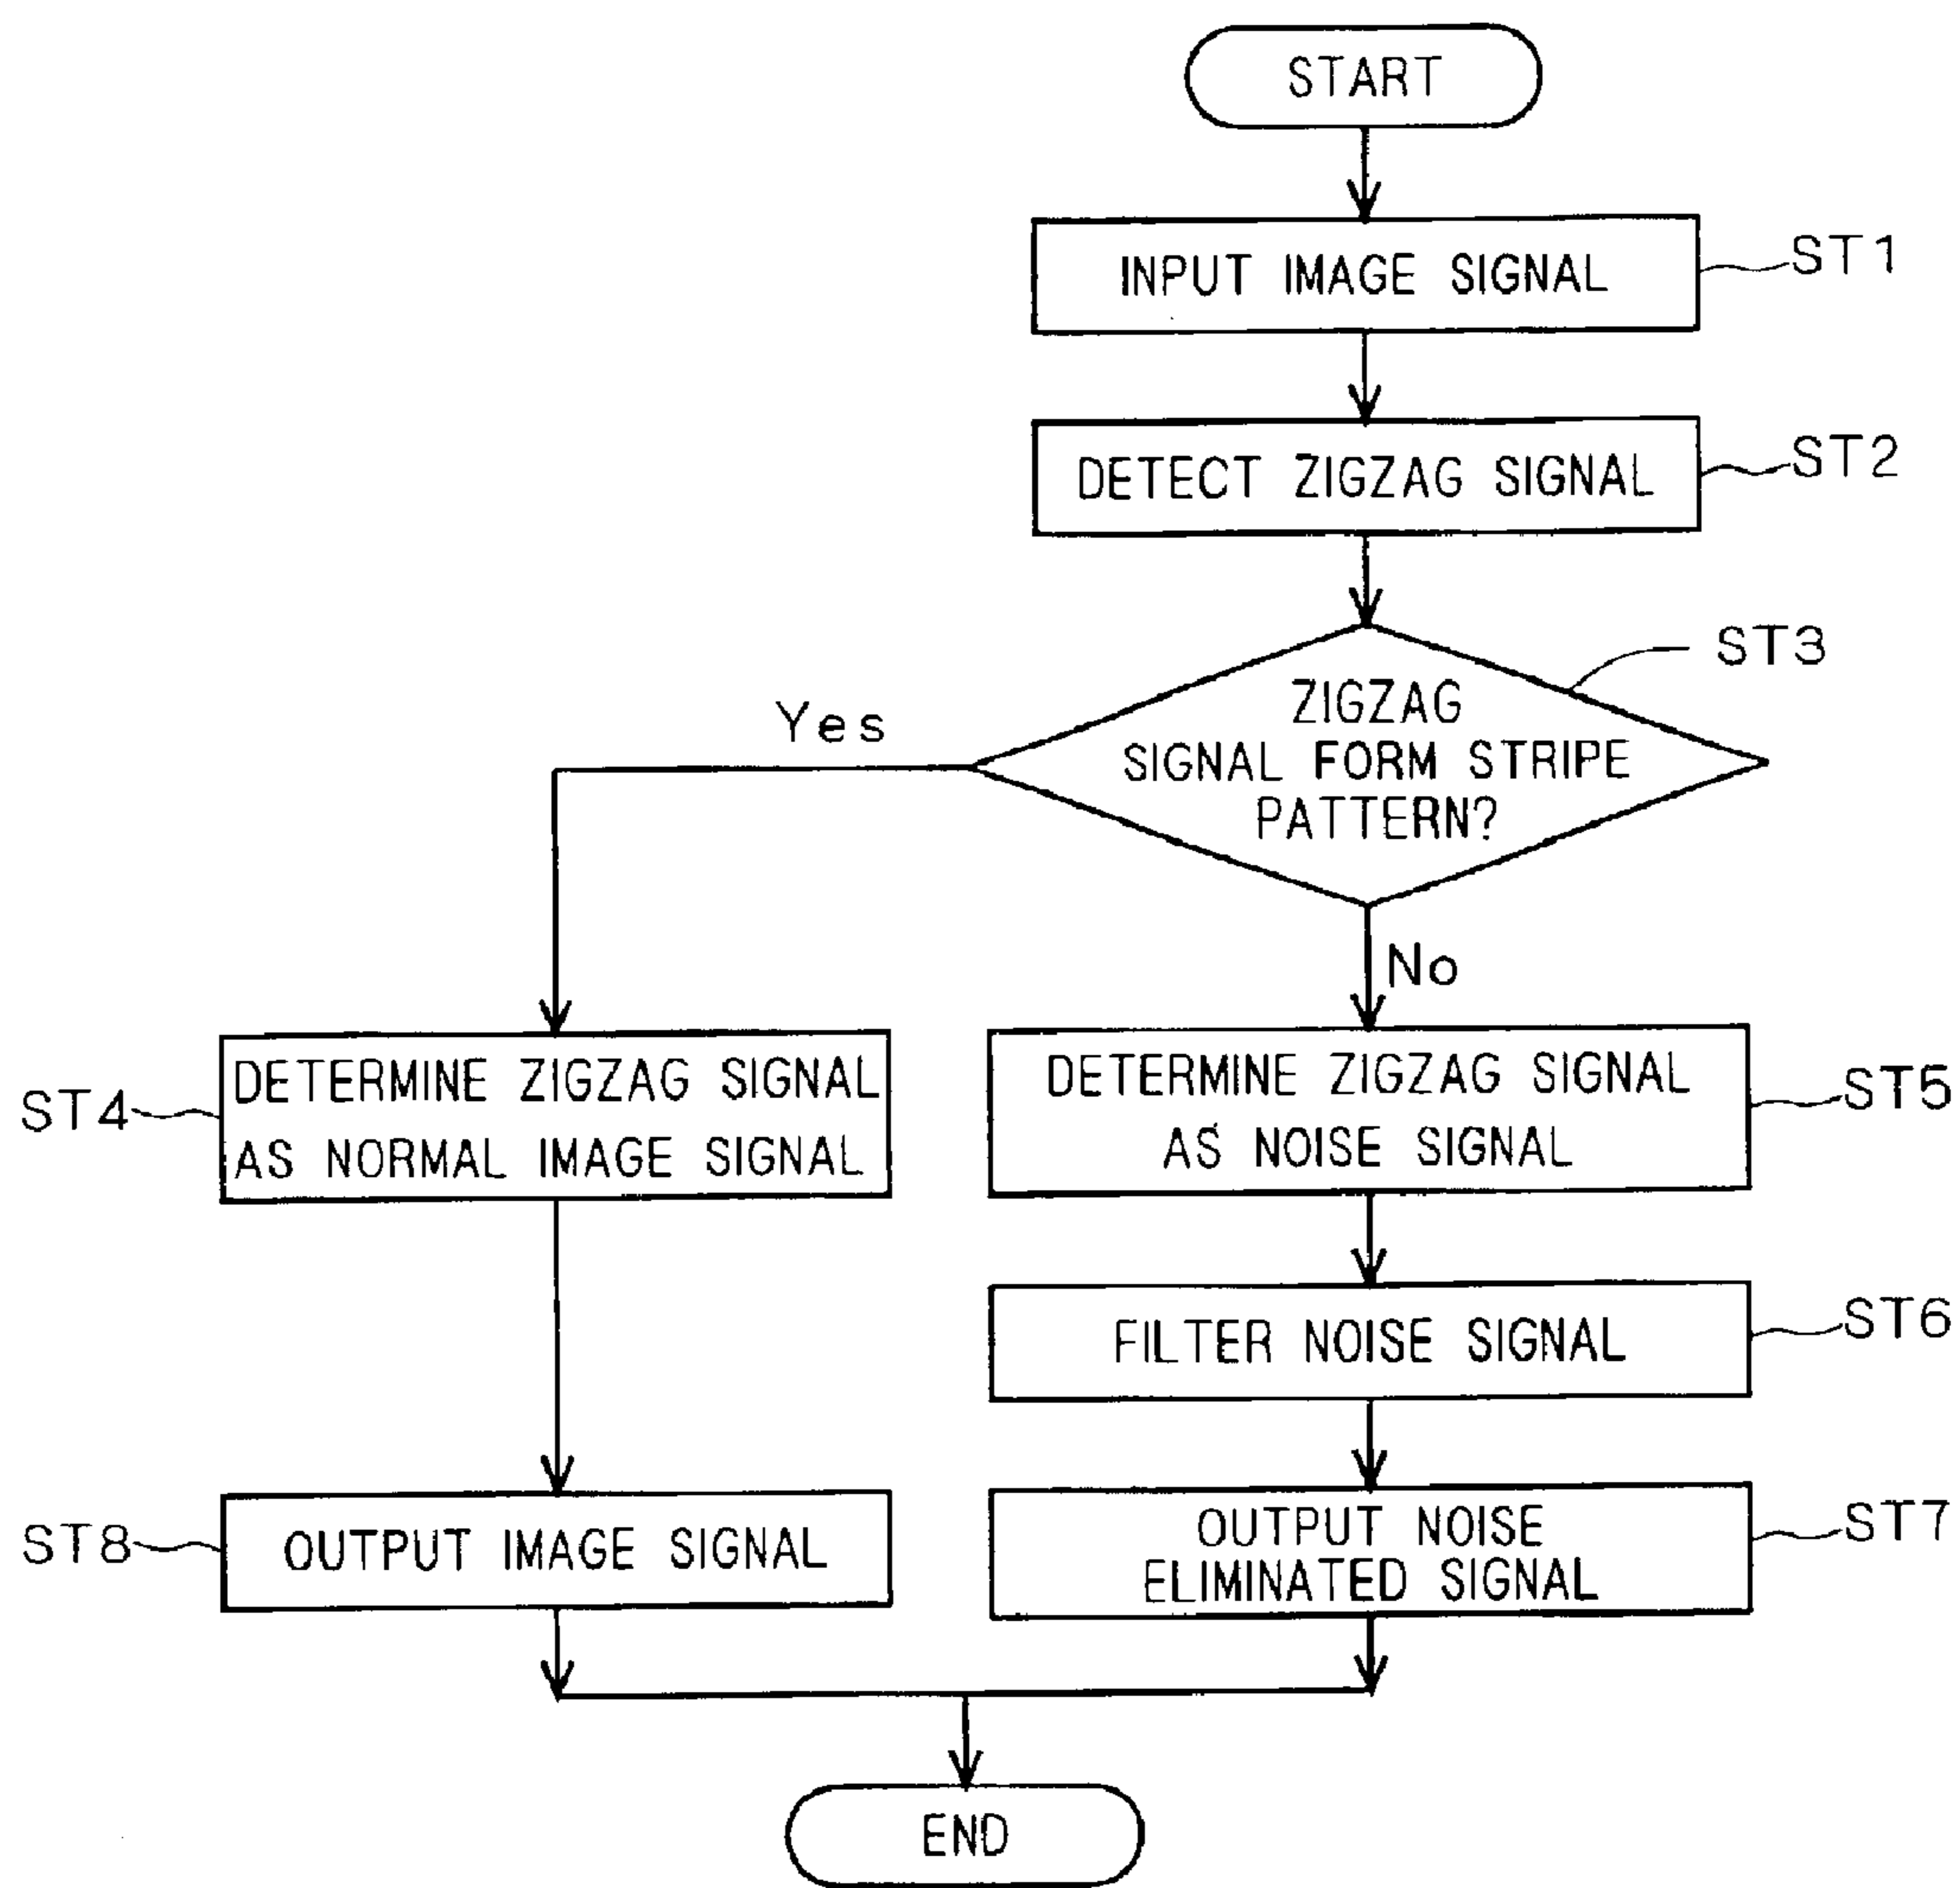 START
INPUT IMAGE SIGNAL
ST1
DETECT ZIGZAG SIGNAL
ST2
ZIGZAG
SIGNAL FORM STRIPE
PATTERN?
ST3
Yes
No
DETERMINE ZIGZAG SIGNAL
AS NORMAL IMAGE SIGNAL
ST4
DETERMINE ZIGZAG SIGNAL
AS NOISE SIGNAL
ST5
FILTER NOISE SIGNAL
ST6
OUTPUT IMAGE SIGNAL
ST8
OUTPUT NOISE
ELIMINATED SIGNAL
ST7
END